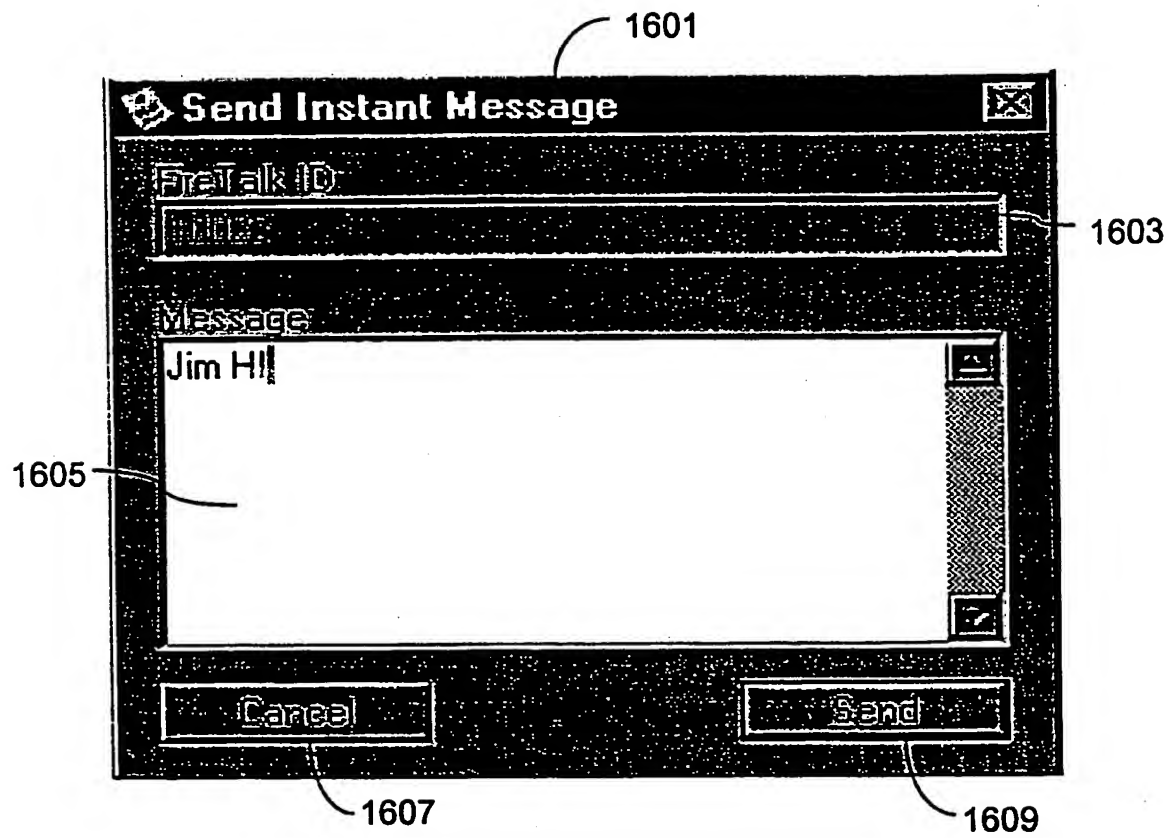 1601
Send Instant Message
FreTalk ID
1603
Message
Jim HI
1605
Cancel
Send
1607
1609